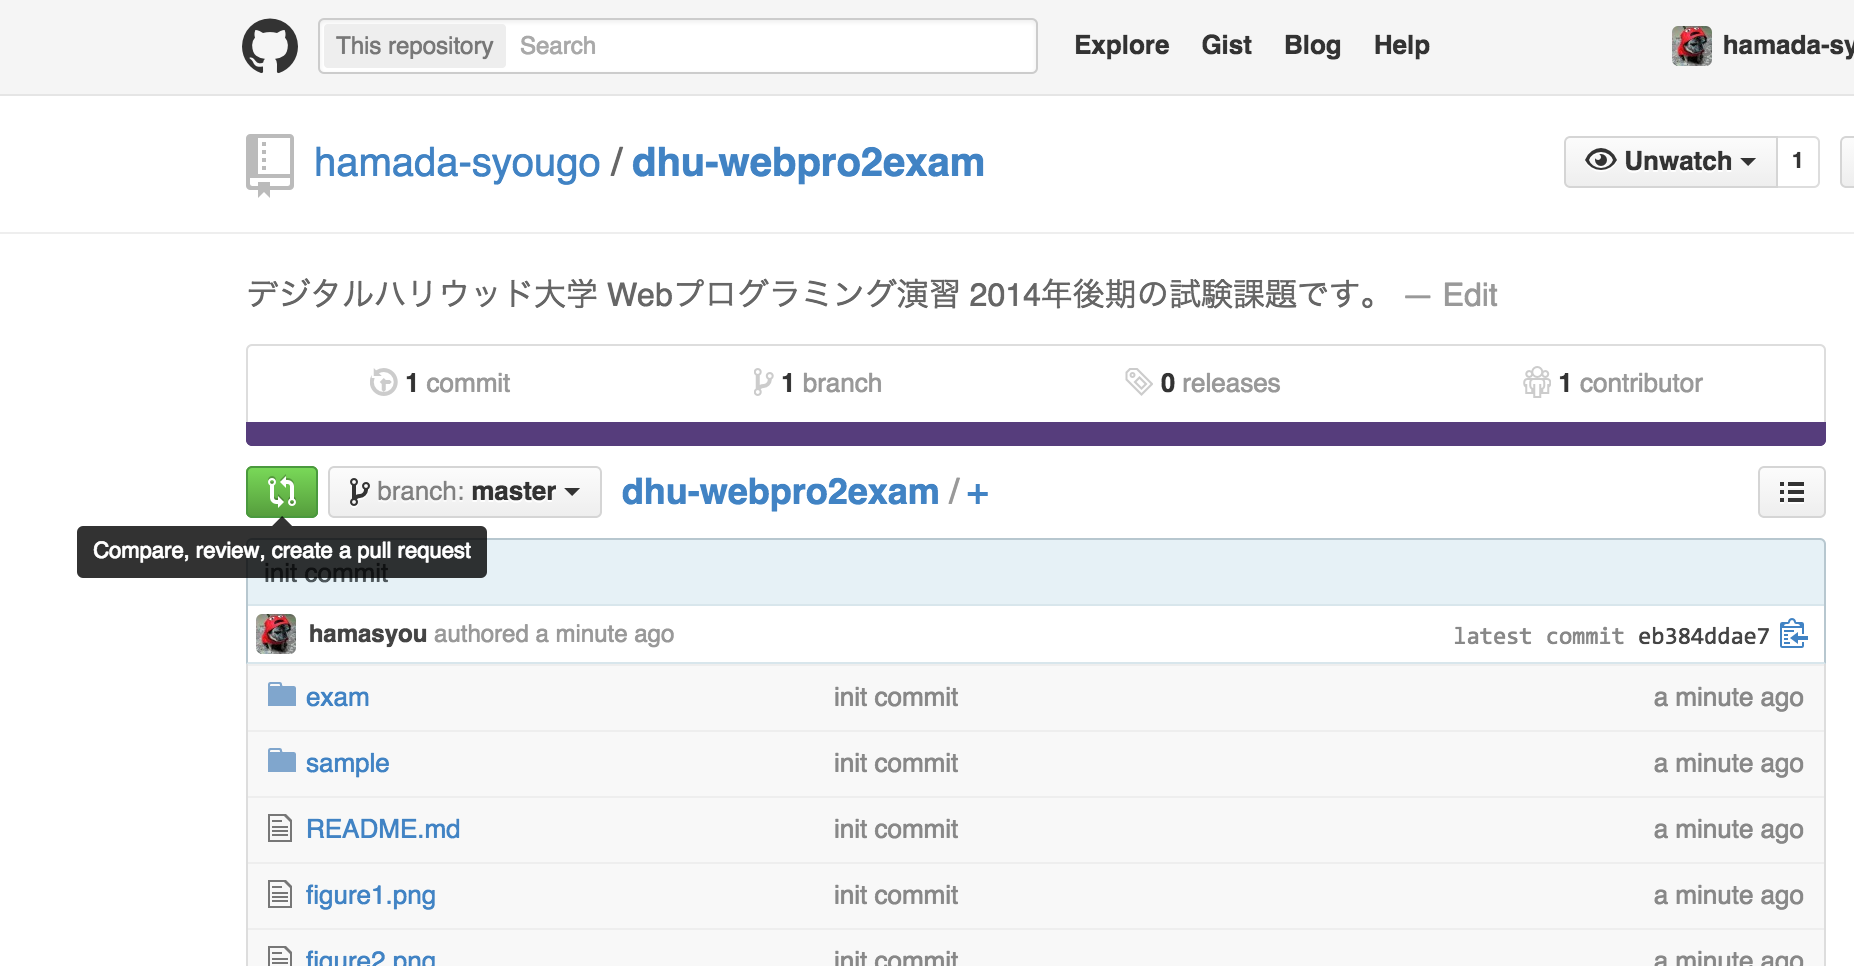 This repository Search Explore Gist Blog Help hamada-sy
hamada-syougo / dhu-webpro2exam Unwatch 1
デジタルハリウッド大学 Webプログラミング演習 2014年後期の試験課題です。 — Edit
1 commit 1 branch 0 releases 1 contributor
branch: master dhu-webpro2exam / +
Compare, review, create a pull request
init commit
hamasyou authored a minute ago latest commit eb384ddae7
exam init commit a minute ago
sample init commit a minute ago
README.md init commit a minute ago
figure1.png init commit a minute ago
figure2.png init commit a minute ago